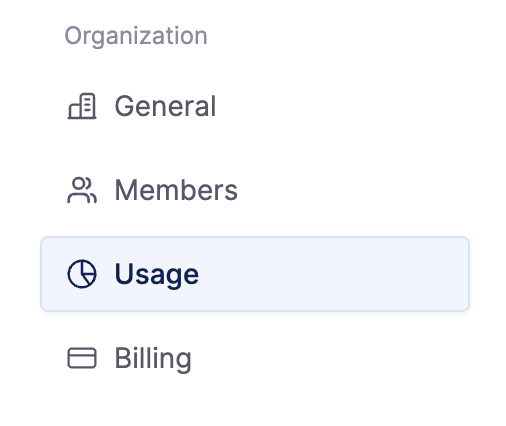 Organization
General
Members
Usage
Billing